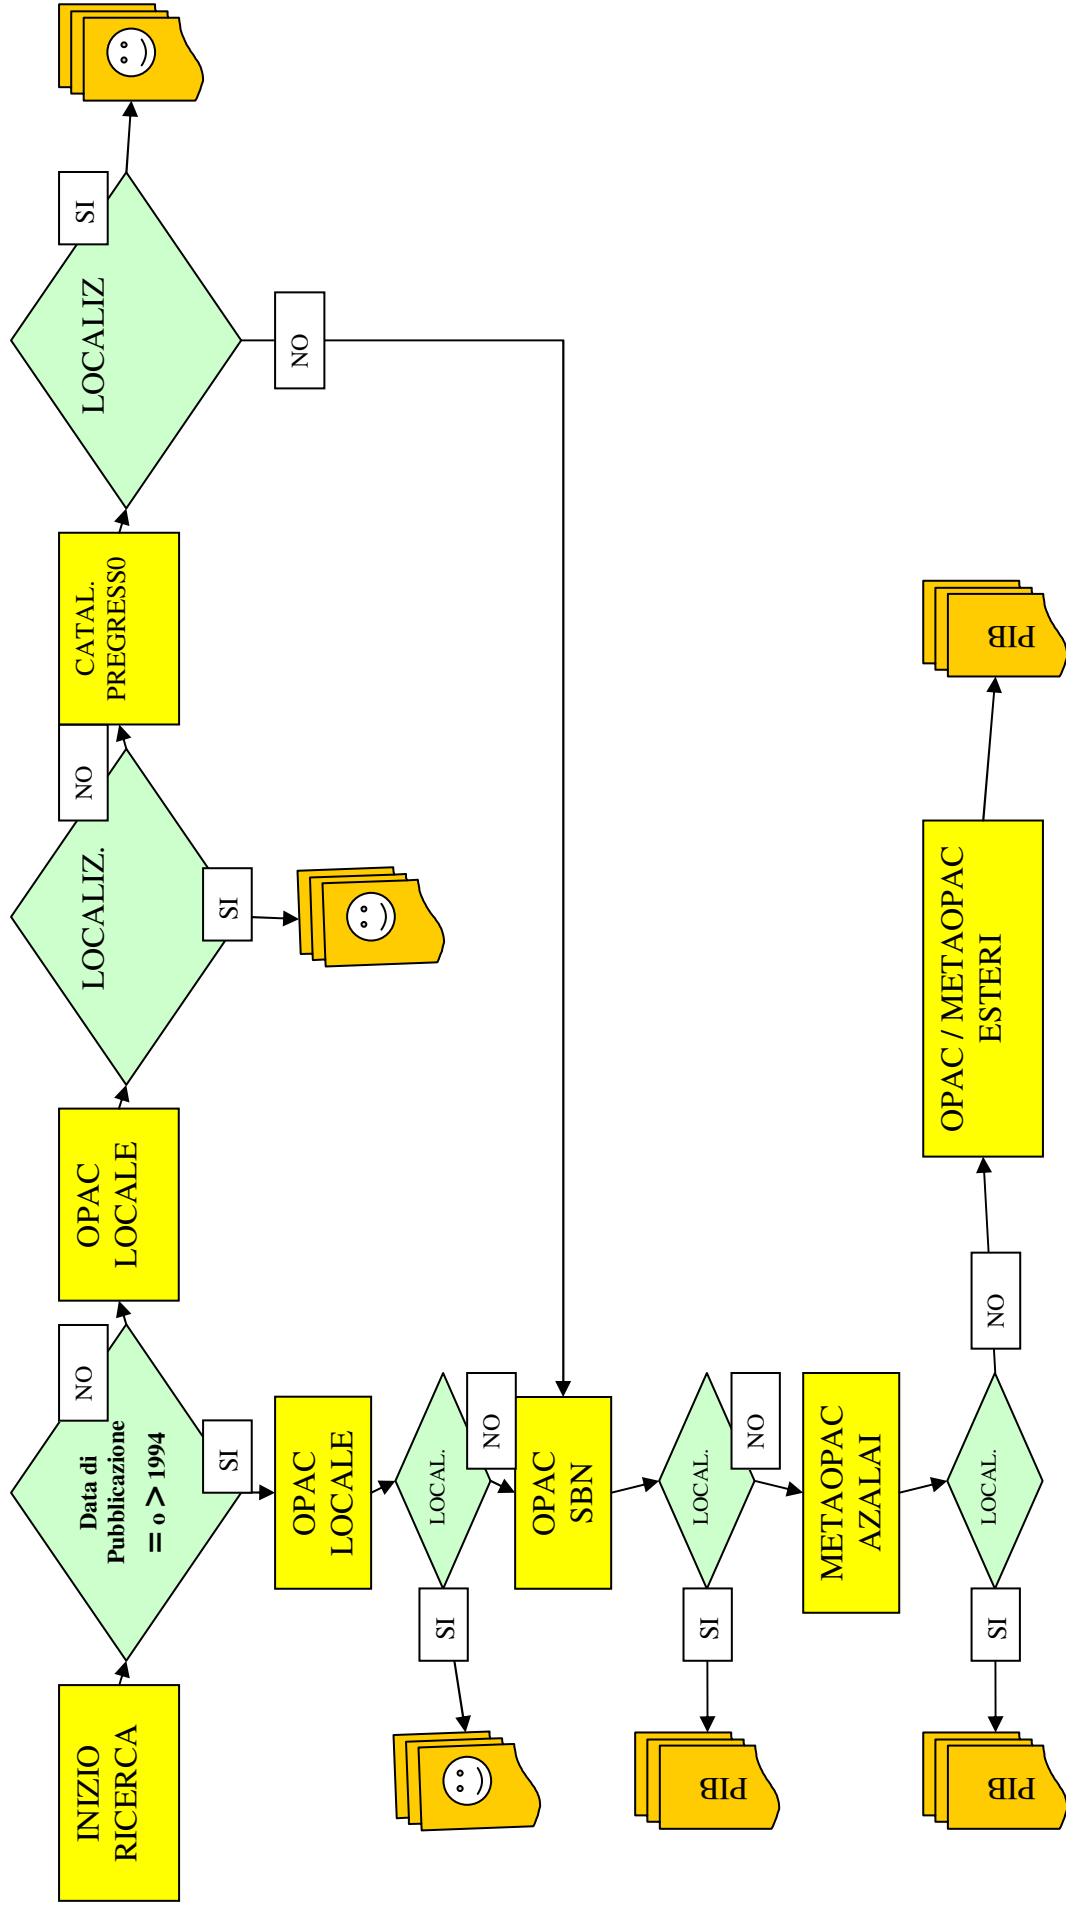 INIZIO
RICERCA
Data di
Pubblicazione
= o > 1994
NO
SI
OPAC
LOCALE
LOCALIZ.
NO
SI
CATAL.
PREGRESS0
LOCALIZ
SI
NO
OPAC
LOCALE
LOCAL.
SI
NO
OPAC
SBN
LOCAL.
SI
NO
PIB
METAOPAC
AZALAI
LOCAL.
SI
NO
PIB
OPAC / METAOPAC
ESTERI
PIB